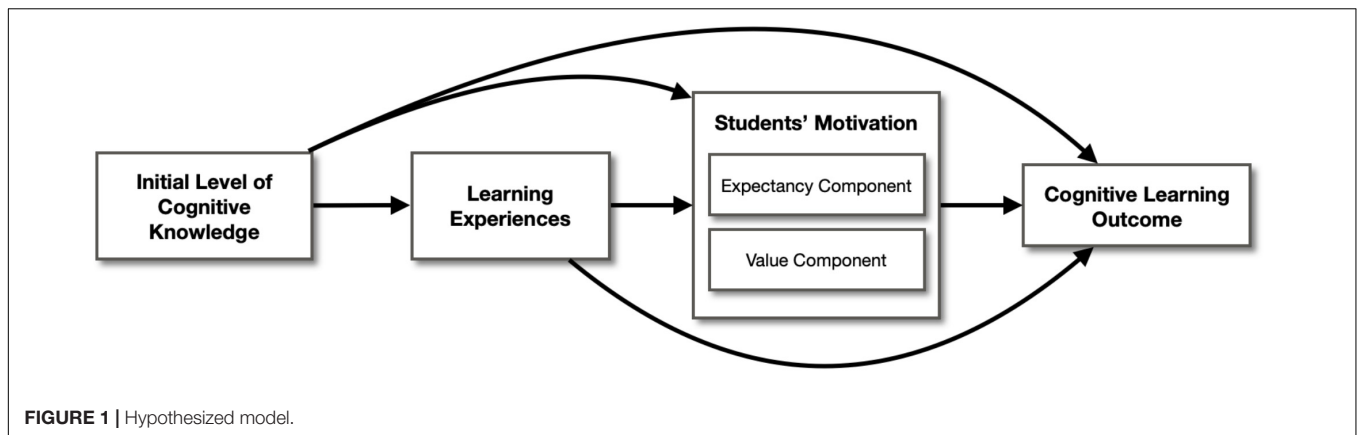 Initial Level of
Cognitive
Knowledge
Learning
Experiences
Students’ Motivation
Expectancy Component
Value Component
Cognitive Learning
Outcome
FIGURE 1 | Hypothesized model.